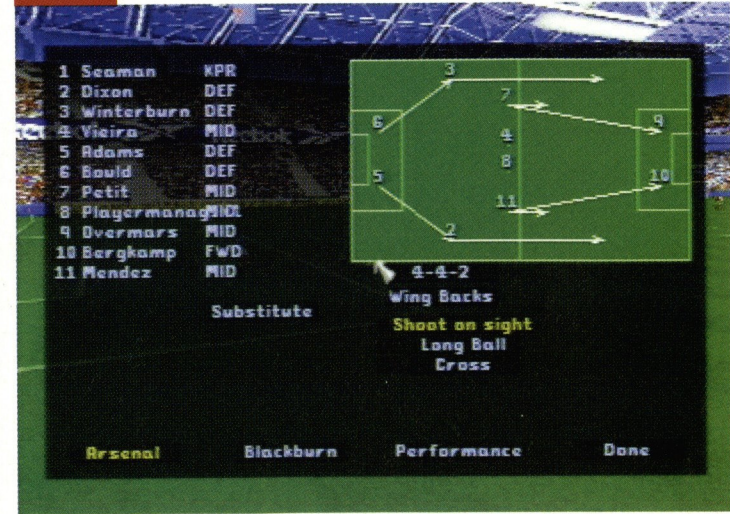 1 Seaman KPR
2 Dixon DEF
3 Winterburn DEF
4 Vieira MID
5 Adams DEF
6 Bould DEF
7 Petit MID
8 Playermanag
9 Overmars MID
10 Bergkamp FWD
11 Mendez MID
3
7
6
9
4
8
5
10
11
2
4-4-2
Wing Backs
Substitute
Shoot on sight
Long Ball
Cross
Arsenal Blackburn Performance Done